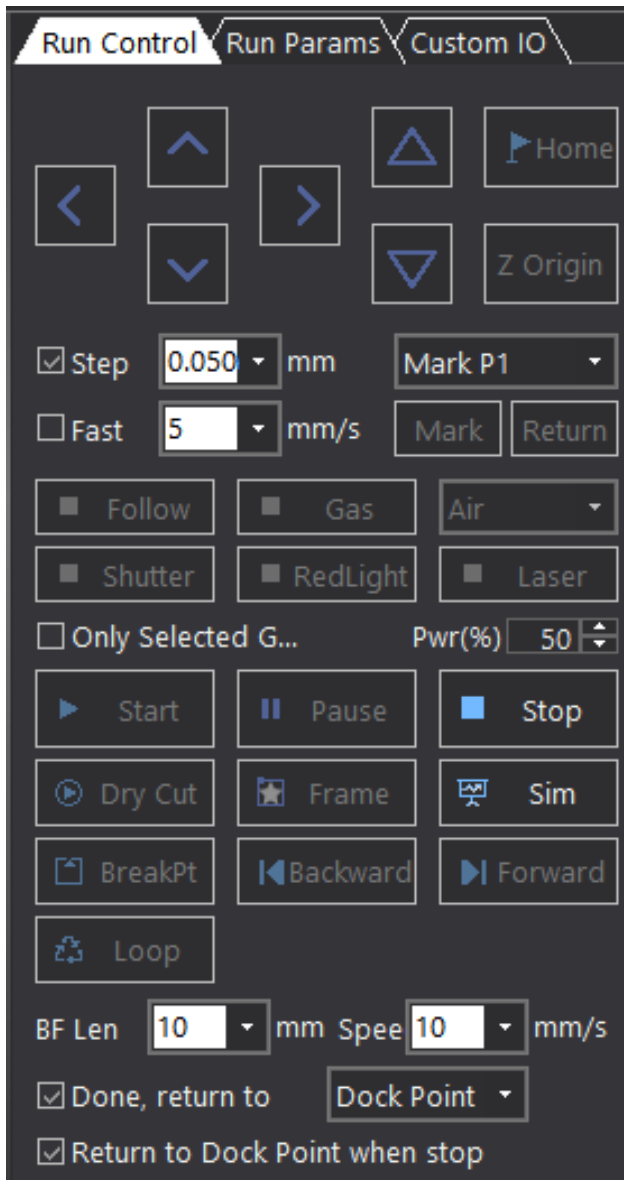 Run Control Run Params Custom IO
Home
Z Origin
Step 0.050 mm Mark P1
Fast 5 mm/s Mark Return
Follow Gas Air
Shutter RedLight Laser
Only Selected G... Pwr(%) 50
Start Pause Stop
Dry Cut Frame Sim
BreakPt Backward Forward
Loop
BF Len 10 mm Spee 10 mm/s
Done, return to Dock Point
Return to Dock Point when stop